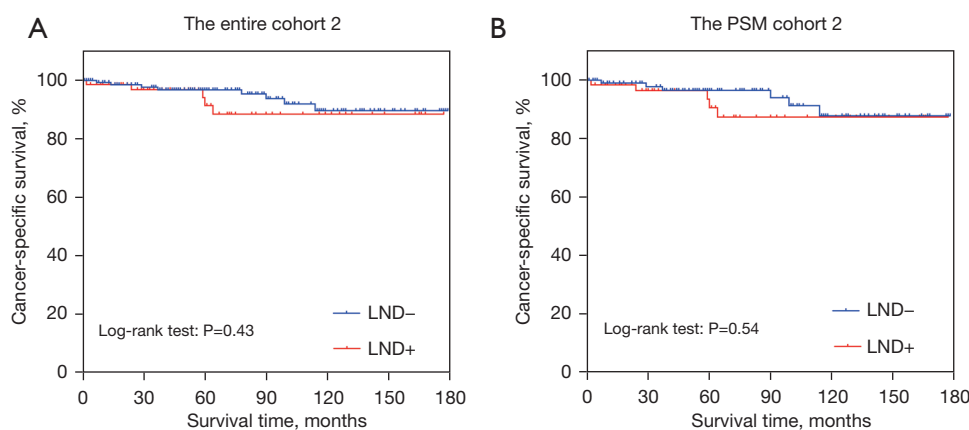 A
The entire cohort 2
Cancer-specific survival, %
100
80
60
40
20
0
LND−
Log-rank test: P=0.43
LND+
0 30 60 90 120 150 180
Survival time, months
B
The PSM cohort 2
Cancer-specific survival, %
100
80
60
40
20
0
LND−
Log-rank test: P=0.54
LND+
0 30 60 90 120 150 180
Survival time, months